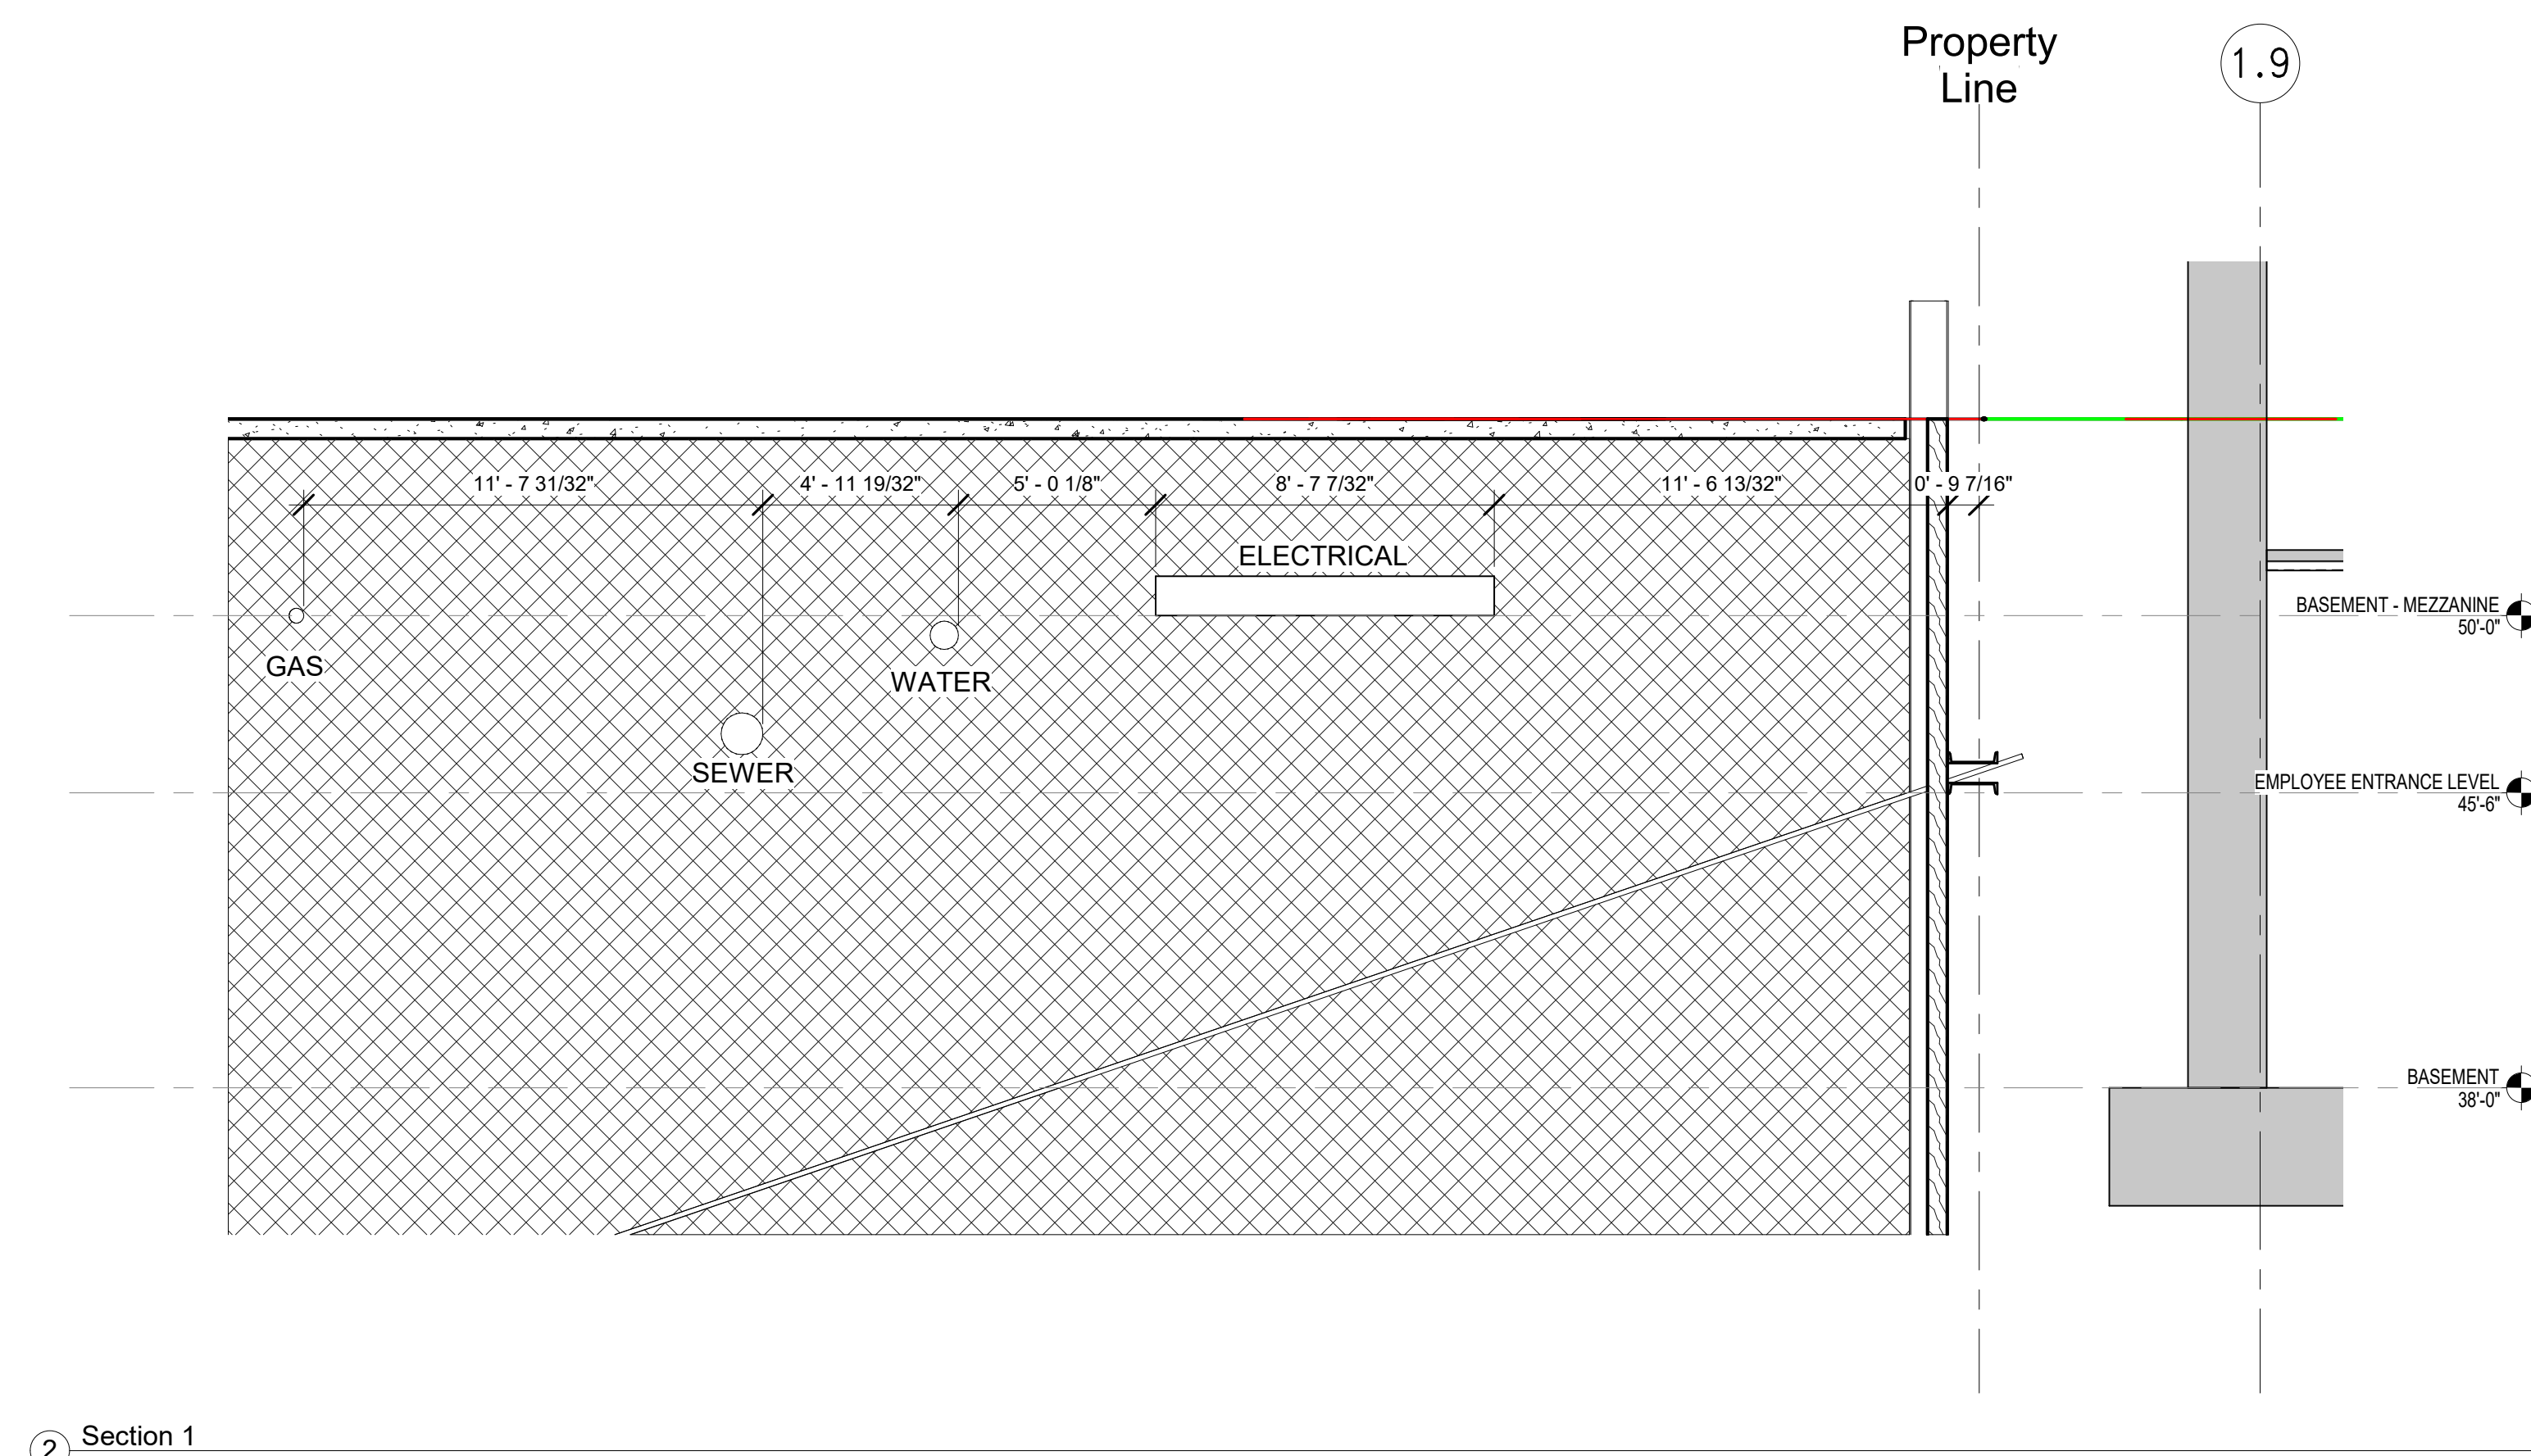 Property
Line
1.9
11' - 7 31/32"
4' - 11 19/32"
5' - 0 1/8"
8' - 7 7/32"
11' - 6 13/32"
0' - 9 7/16"
ELECTRICAL
BASEMENT - MEZZANINE
50'-0"
GAS
WATER
SEWER
EMPLOYEE ENTRANCE LEVEL
45'-6"
BASEMENT
38'-0"
2
Section 1